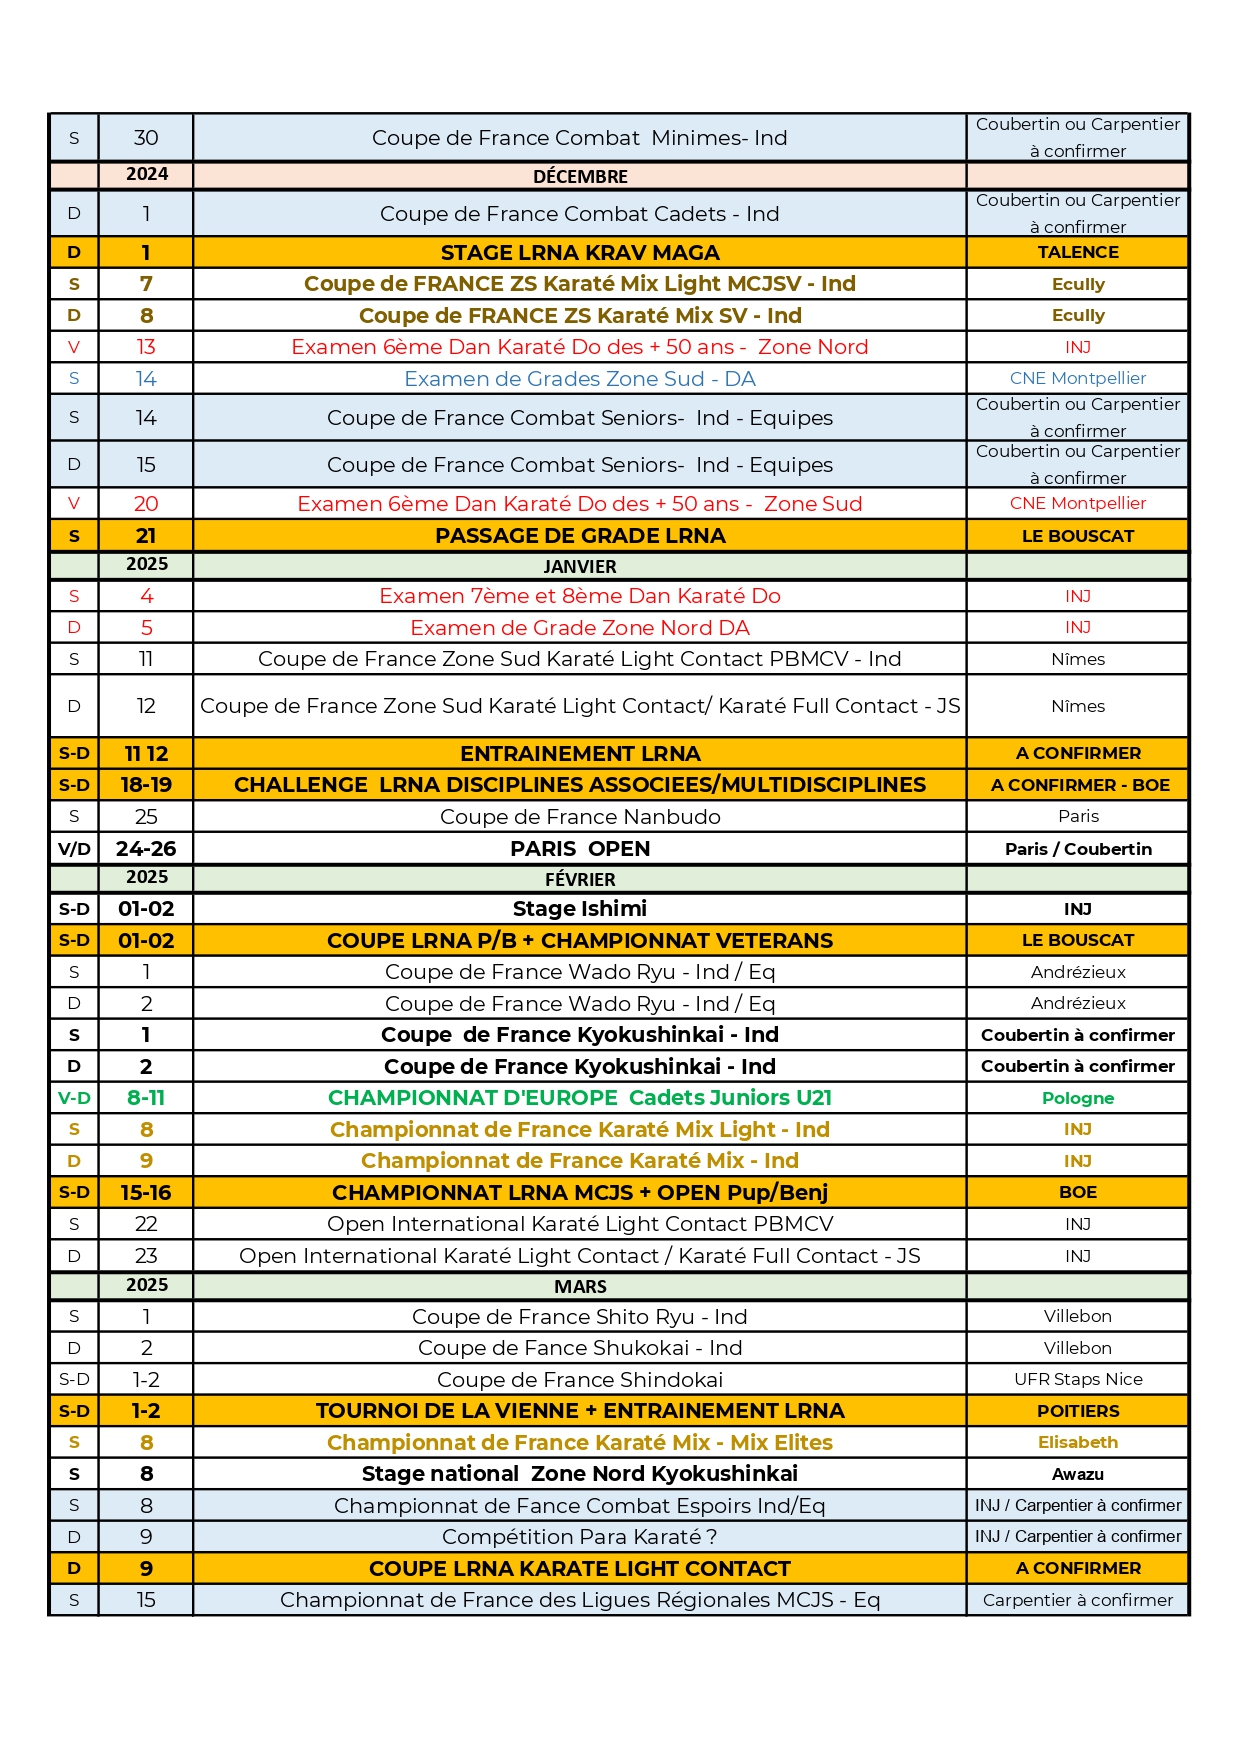 S 30 Coupe de France Combat  Minimes- Ind Coubertin ou Carpentier
à confirmer
2024 DÉCEMBRE
D 1 Coupe de France Combat Cadets - Ind Coubertin ou Carpentier
à confirmer
D 1 STAGE LRNA KRAV MAGA TALENCE
S 7 Coupe de FRANCE ZS Karaté Mix Light MCJSV - Ind Ecully
D 8 Coupe de FRANCE ZS Karaté Mix SV - Ind Ecully
V 13 Examen 6ème Dan Karaté Do des + 50 ans -  Zone Nord INJ
S 14 Examen de Grades Zone Sud - DA CNE Montpellier
S 14 Coupe de France Combat Seniors-  Ind - Equipes Coubertin ou Carpentier
à confirmer
D 15 Coupe de France Combat Seniors-  Ind - Equipes Coubertin ou Carpentier
à confirmer
V 20 Examen 6ème Dan Karaté Do des + 50 ans -  Zone Sud CNE Montpellier
S 21 PASSAGE DE GRADE LRNA LE BOUSCAT
2025 JANVIER
S 4 Examen 7ème et 8ème Dan Karaté Do INJ
D 5 Examen de Grade Zone Nord DA INJ
S 11 Coupe de France Zone Sud Karaté Light Contact PBMCV - Ind Nîmes
D 12 Coupe de France Zone Sud Karaté Light Contact/ Karaté Full Contact - JS Nîmes
S-D 11 12 ENTRAINEMENT LRNA A CONFIRMER
S-D 18-19 CHALLENGE  LRNA DISCIPLINES ASSOCIEES/MULTIDISCIPLINES A CONFIRMER - BOE
S 25 Coupe de France Nanbudo Paris
V/D 24-26 PARIS  OPEN Paris / Coubertin
2025 FÉVRIER
S-D 01-02 Stage Ishimi INJ
S-D 01-02 COUPE LRNA P/B + CHAMPIONNAT VETERANS LE BOUSCAT
S 1 Coupe de France Wado Ryu - Ind / Eq Andrézieux
D 2 Coupe de France Wado Ryu - Ind / Eq Andrézieux
S 1 Coupe  de France Kyokushinkai - Ind Coubertin à confirmer
D 2 Coupe de France Kyokushinkai - Ind Coubertin à confirmer
V-D 8-11 CHAMPIONNAT D'EUROPE  Cadets Juniors U21 Pologne
S 8 Championnat de France Karaté Mix Light - Ind INJ
D 9 Championnat de France Karaté Mix - Ind INJ
S-D 15-16 CHAMPIONNAT LRNA MCJS + OPEN Pup/Benj BOE
S 22 Open International Karaté Light Contact PBMCV INJ
D 23 Open International Karaté Light Contact / Karaté Full Contact - JS INJ
2025 MARS
S 1 Coupe de France Shito Ryu - Ind Villebon
D 2 Coupe de Fance Shukokai - Ind Villebon
S-D 1-2 Coupe de France Shindokai UFR Staps Nice
S-D 1-2 TOURNOI DE LA VIENNE + ENTRAINEMENT LRNA POITIERS
S 8 Championnat de France Karaté Mix - Mix Elites Elisabeth
S 8 Stage national  Zone Nord Kyokushinkai Awazu
S 8 Championnat de Fance Combat Espoirs Ind/Eq INJ / Carpentier à confirmer
D 9 Compétition Para Karaté ? INJ / Carpentier à confirmer
D 9 COUPE LRNA KARATE LIGHT CONTACT A CONFIRMER
S 15 Championnat de France des Ligues Régionales MCJS - Eq Carpentier à confirmer